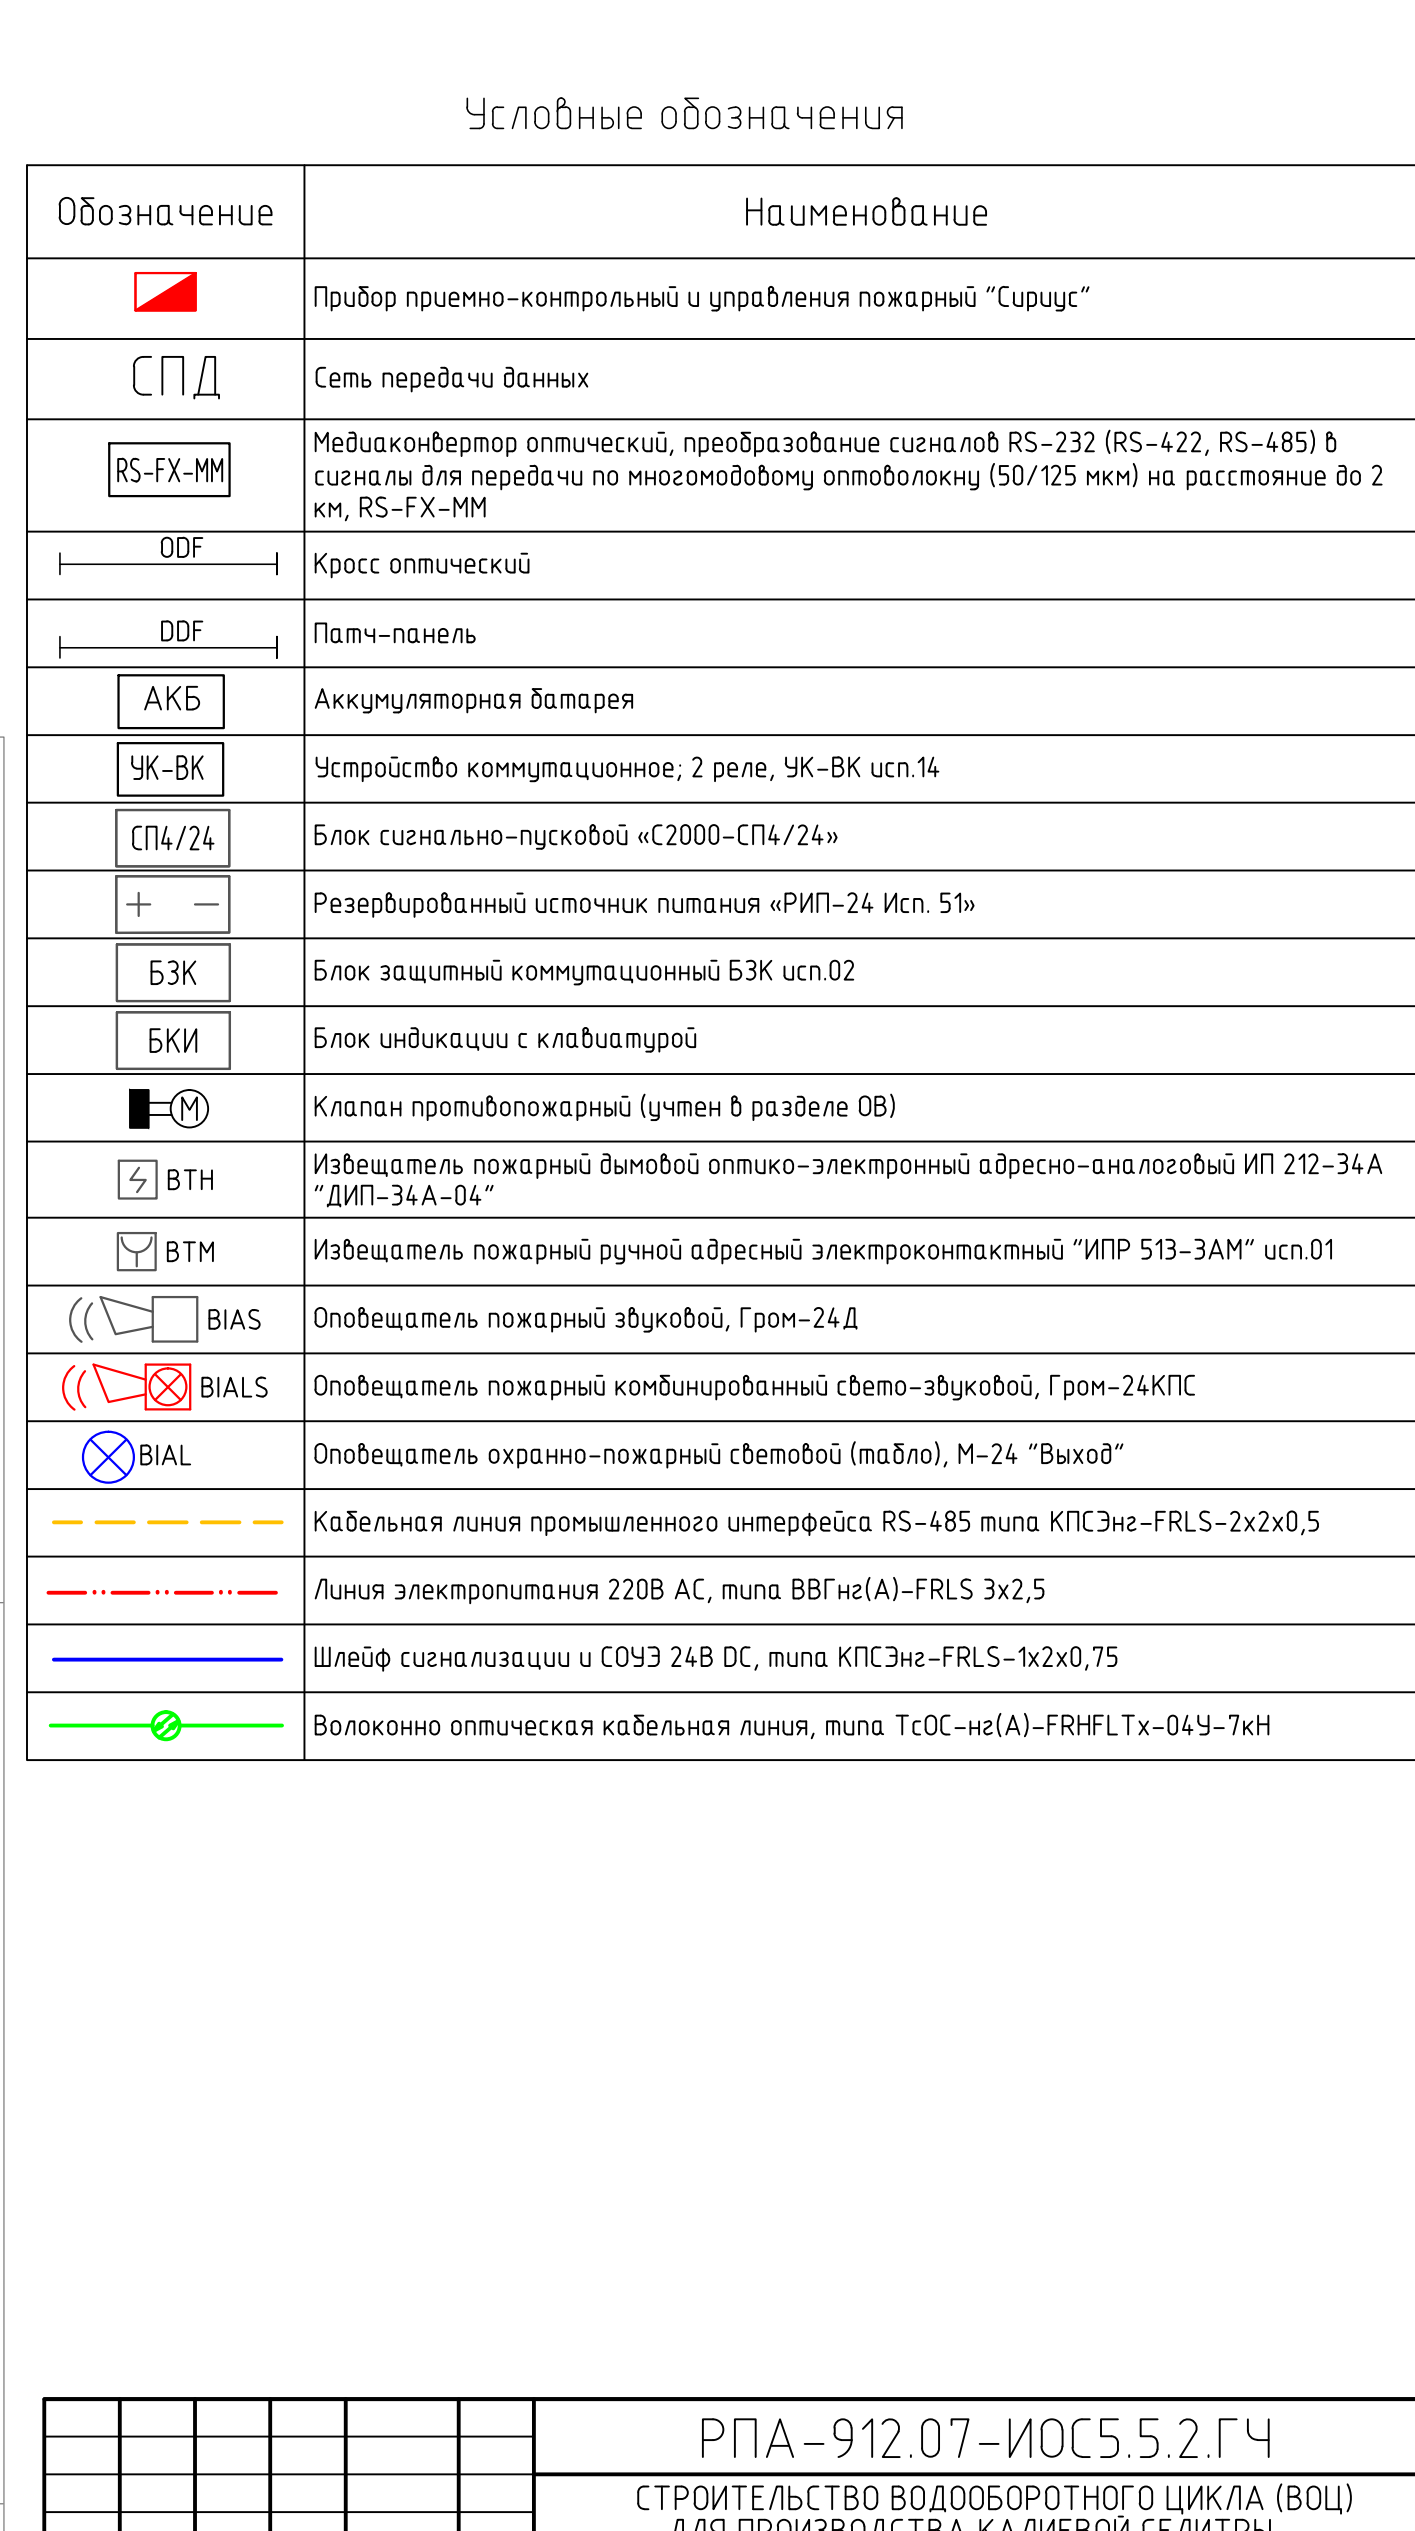 Условные обозначения
Обозначение Наименование
Прибор приемно-контрольный и управления пожарный "Сириус"
СПД Сеть передачи данных
RS-FX-MM Медиаконвертор оптический, преобразование сигналов RS-232 (RS-422, RS-485) в
сигналы для передачи по многомодовому оптоволокну (50/125 мкм) на расстояние до 2
км, RS-FX-MM
ODF Кросс оптический
DDF Патч-панель
АКБ Аккумуляторная батарея
УК-ВК Устройство коммутационное; 2 реле, УК-ВК исп.14
СП4/24 Блок сигнально-пусковой «С2000-СП4/24»
+ − Резервированный источник питания «РИП-24 Исп. 51»
БЗК Блок защитный коммутационный БЗК исп.02
БКИ Блок индикации с клавиатурой
М Клапан противопожарный (учтен в разделе ОВ)
BTH Извещатель пожарный дымовой оптико-электронный адресно-аналоговый ИП 212-34А
"ДИП-34А-04"
BTM Извещатель пожарный ручной адресный электроконтактный "ИПР 513-3АМ" исп.01
BIAS Оповещатель пожарный звуковой, Гром-24Д
BIALS Оповещатель пожарный комбинированный свето-звуковой, Гром-24КПС
BIAL Оповещатель охранно-пожарный световой (табло), М-24 "Выход"
Кабельная линия промышленного интерфейса RS-485 типа КПСЭнг-FRLS-2х2х0,5
Линия электропитания 220В АС, типа ВВГнг(А)-FRLS 3х2,5
Шлейф сигнализации и СОУЭ 24В DC, типа КПСЭнг-FRLS-1х2х0,75
Волоконно оптическая кабельная линия, типа ТсОС-нг(А)-FRHFLTx-04У-7кН
РПА-912.07-ИОС5.5.2.ГЧ
СТРОИТЕЛЬСТВО ВОДООБОРОТНОГО ЦИКЛА (ВОЦ)
ДЛЯ ПРОИЗВОДСТВА КАЛИЕВОЙ СЕЛИТРЫ